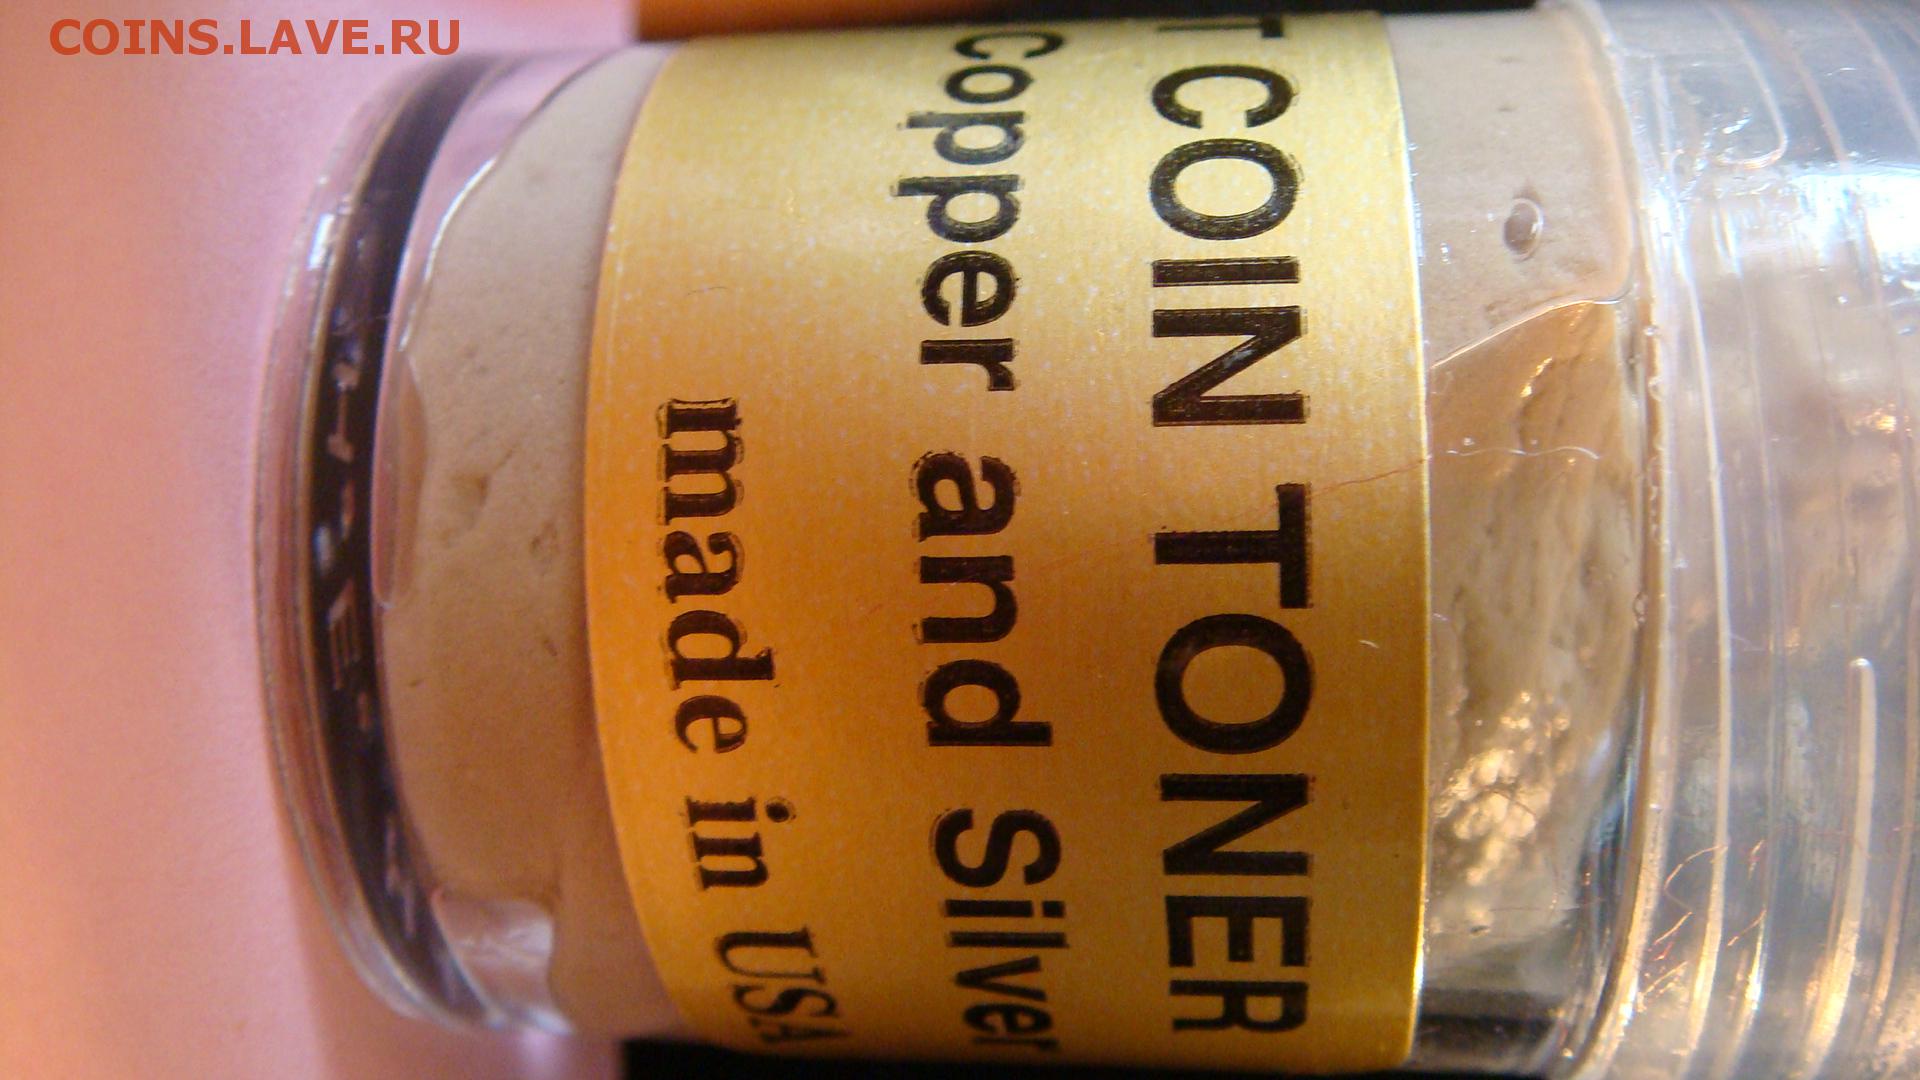 COINS.LAVE.RU
T COIN TONER
Copper and Silver
made in USA